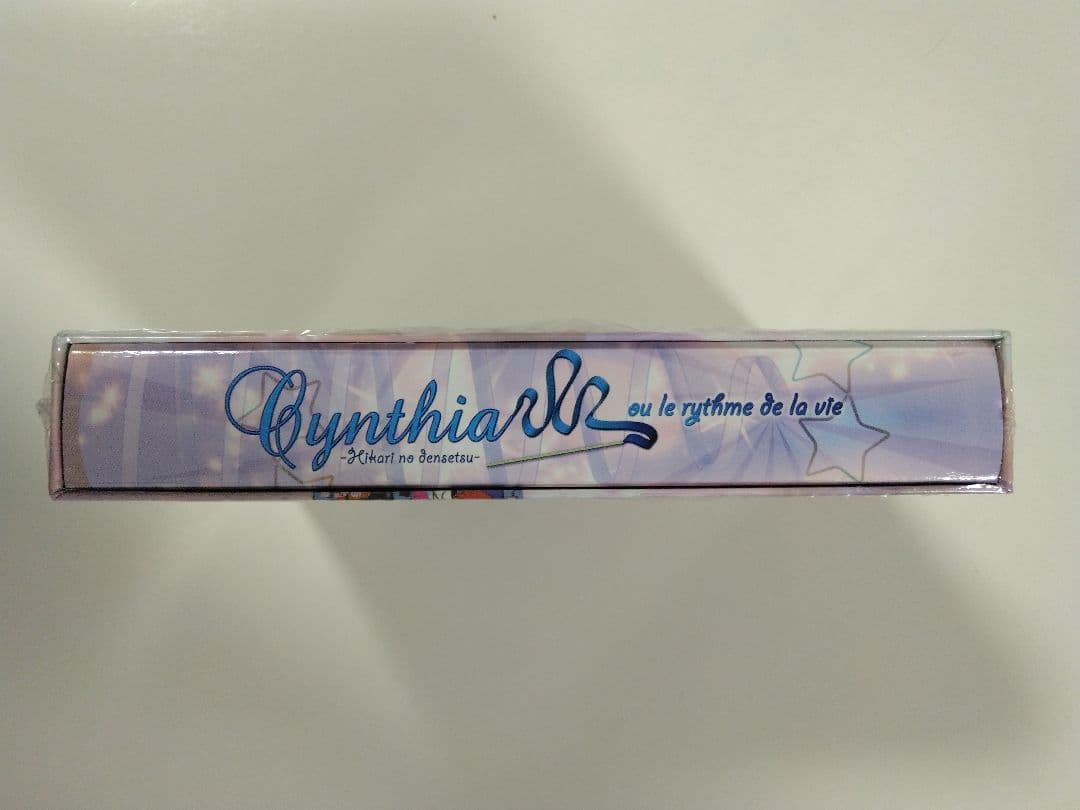 Cynthia ou le rythme de la vie
-Hikari no densetsu-